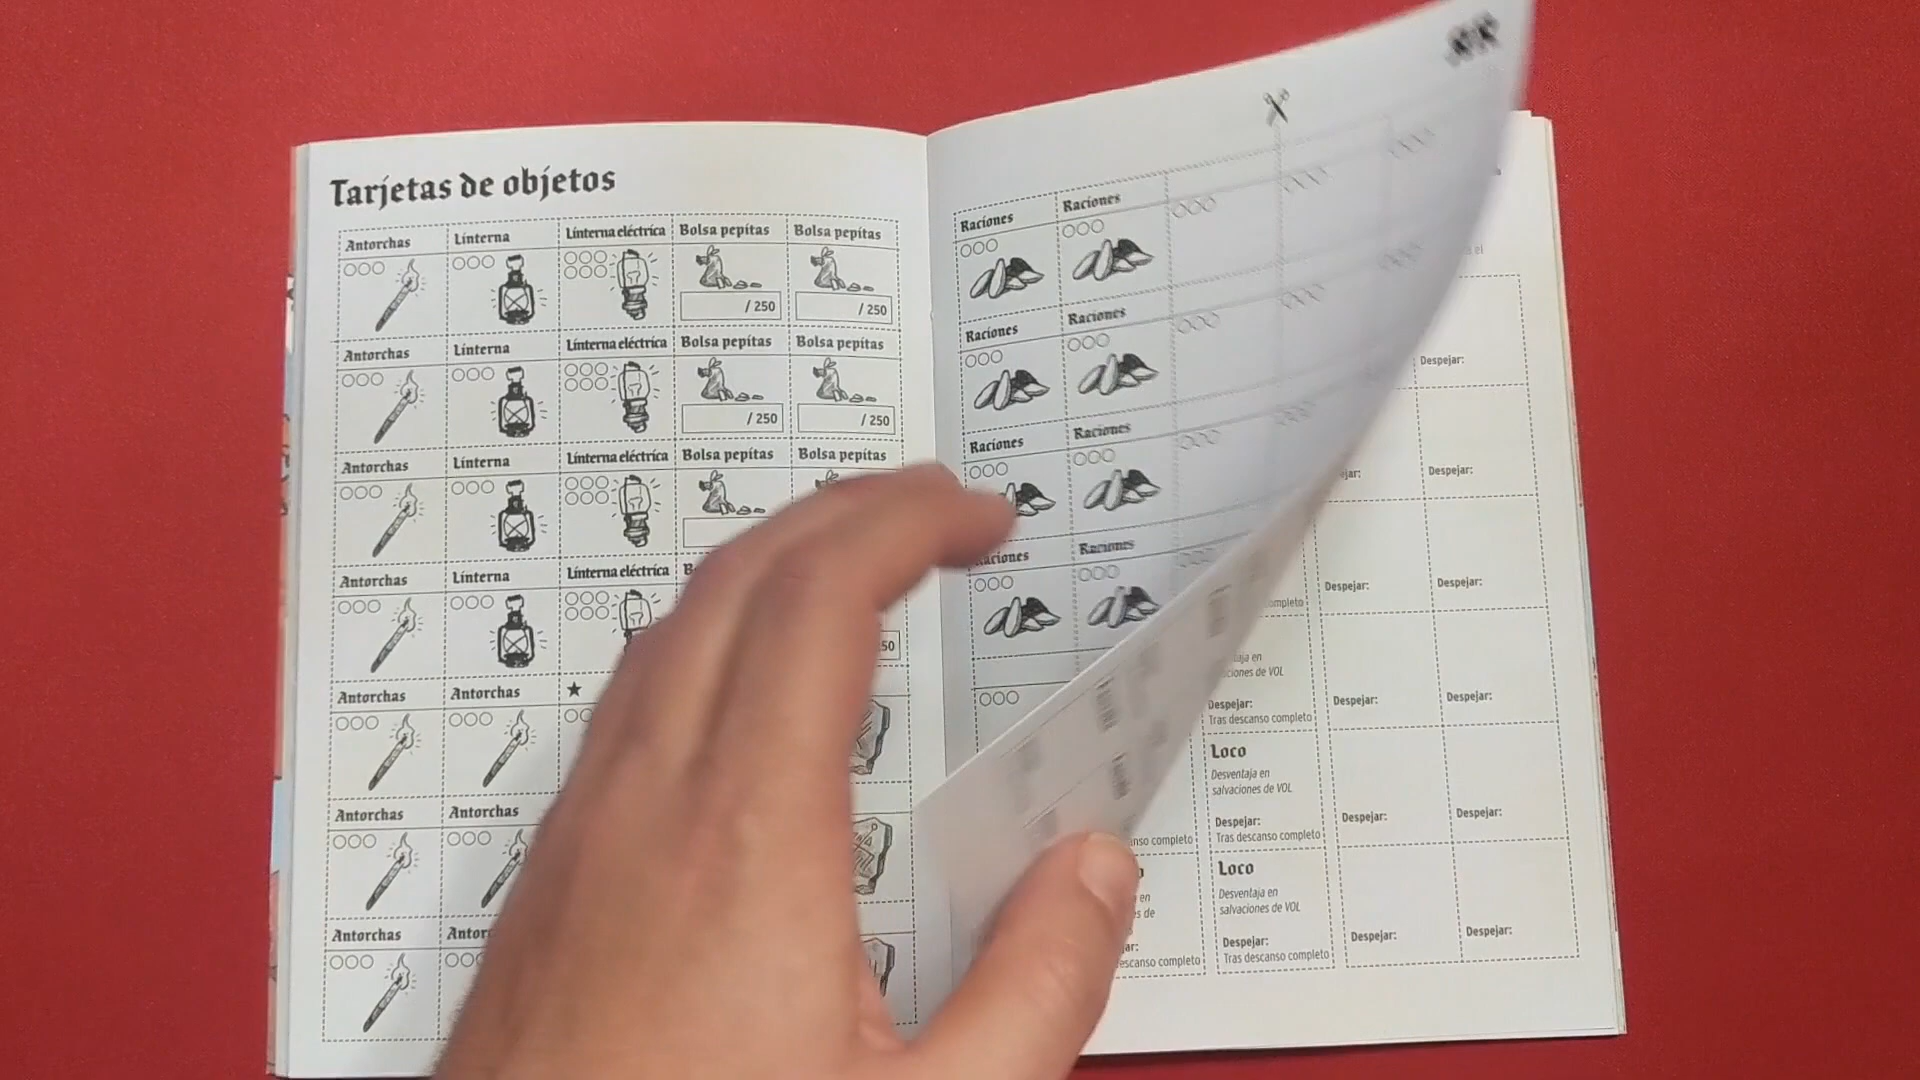 Tarjetas de objetos
Antorchas Linterna Linterna eléctrica Bolsa pepitas Bolsa pepitas
/ 250 / 250
Antorchas Linterna Linterna eléctrica Bolsa pepitas Bolsa pepitas
/ 250 / 250
Antorchas Linterna Linterna eléctrica Bolsa pepitas Bolsa pepitas
Antorchas Linterna Linterna eléctrica
50
Antorchas Antorchas
Antorchas Antorchas
Antorchas
Raciones Raciones
Raciones Raciones
Raciones Raciones
Raciones
Despejar:
Despejar:
Despejar: Despejar:
Despejar: Despejar: Despejar:
Tras descanso completo
Loco
Desventaja en
salvaciones de VOL
Despejar: Despejar: Despejar:
Tras descanso completo
Loco
Desventaja en
salvaciones de VOL
Despejar: Despejar: Despejar:
Tras descanso completo